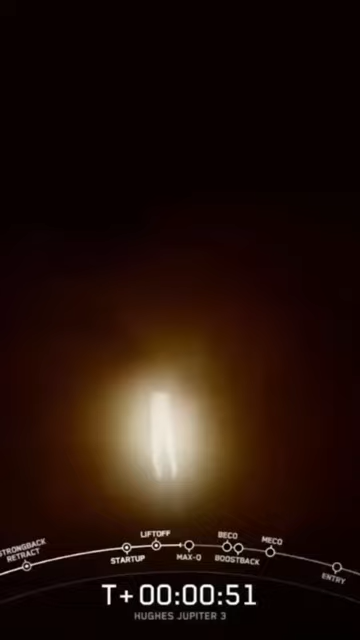 STRONGBACK
RETRACT
STARTUP
LIFTOFF
MAX-Q
BECO
BOOSTBACK
MECO
ENTRY
T+ 00:00:51
HUGHES JUPITER 3